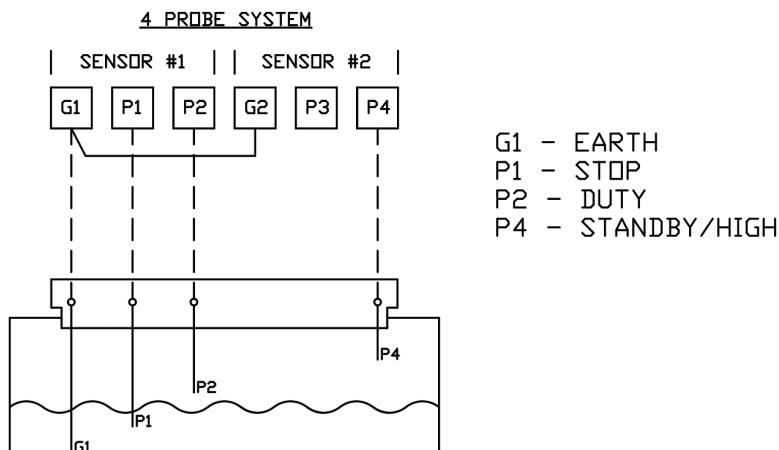 4 PROBE SYSTEM
SENSOR #1 SENSOR #2
G1 P1 P2 G2 P3 P4
G1 - EARTH
P1 - STOP
P2 - DUTY
P4 - STANDBY/HIGH
P4
P2
P1
G1